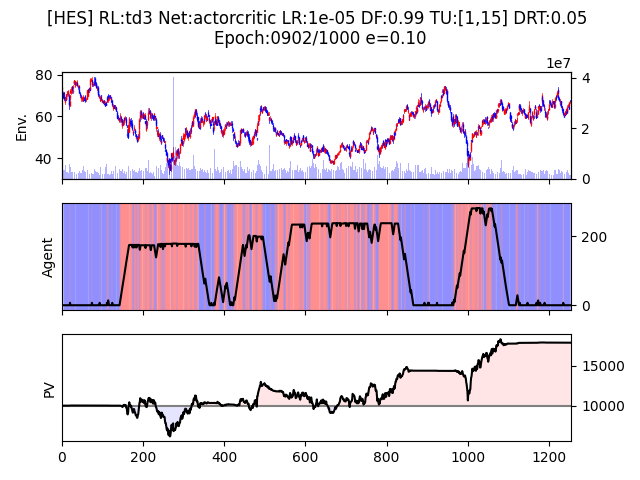 [HES] RL:td3 Net:actorcritic LR:1e-05 DF:0.99 TU:[1,15] DRT:0.05
Epoch:0902/1000 e=0.10
1e7
80
60
40
Env.
4
2
0
Agent
200
0
PV
15000
10000
0
200
400
600
800
1000
1200